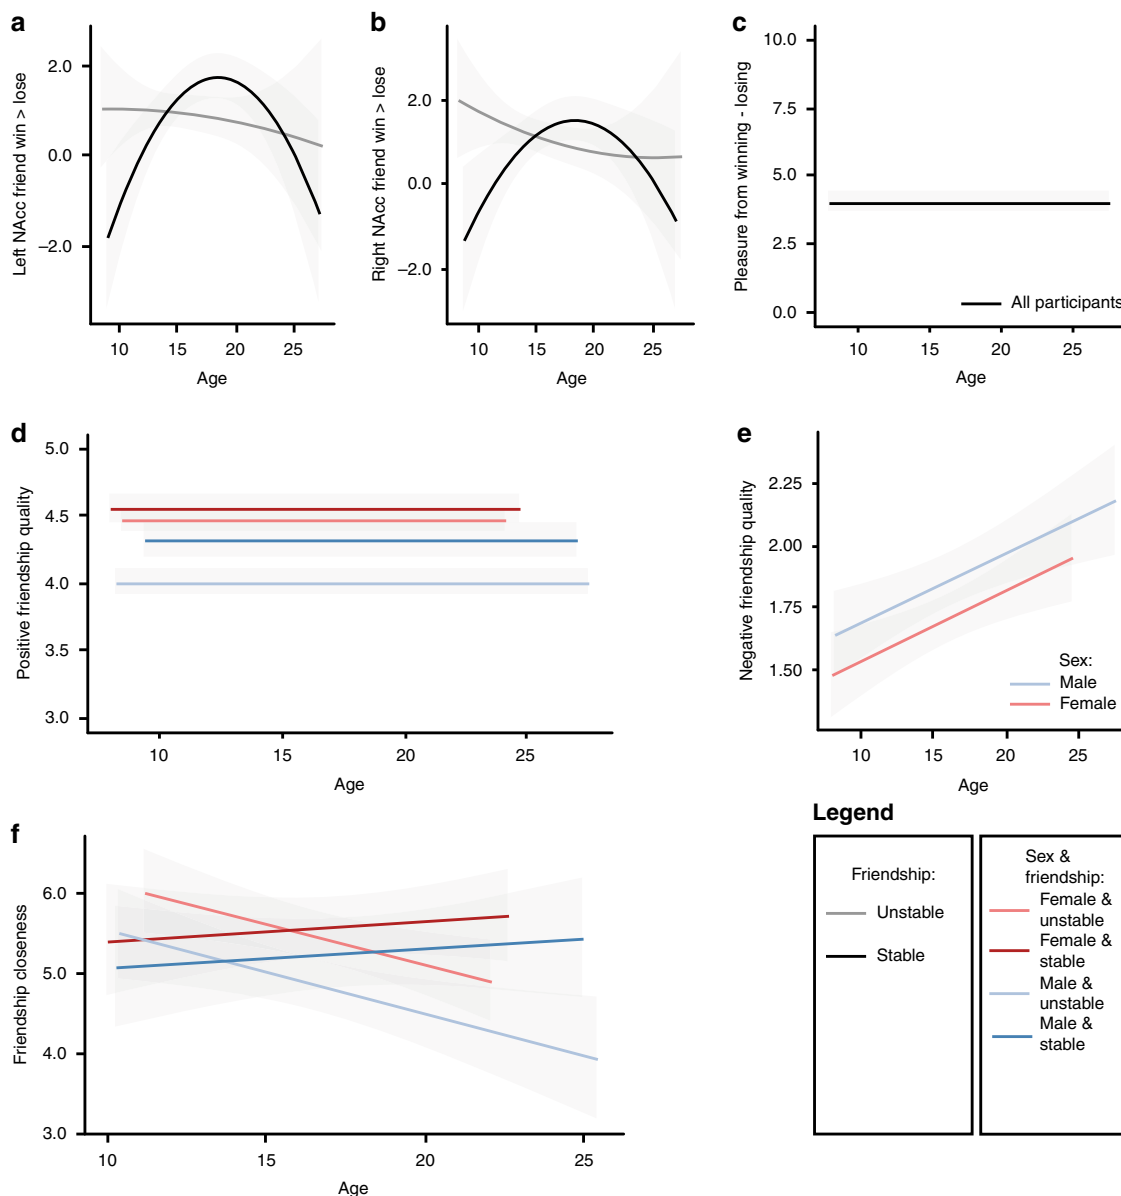 a
Left NAcc friend win > lose
2.0
0.0
−2.0
10
15
20
25
Age
b
Right NAcc friend win > lose
2.0
0.0
−2.0
10
15
20
25
Age
c
Pleasure from winning - losing
10.0
7.5
5.0
2.5
0.0
All participants
10
15
20
25
Age
d
Positive friendship quality
5.0
4.5
4.0
3.5
3.0
10
15
20
25
Age
e
Negative friendship quality
2.25
2.00
1.75
1.50
Sex:
Male
Female
10
15
20
25
Age
f
Friendship closeness
6.0
5.0
4.0
3.0
10
15
20
25
Age
Legend
Friendship:
Unstable
Stable
Sex &
friendship:
Female &
unstable
Female &
stable
Male &
unstable
Male &
stable